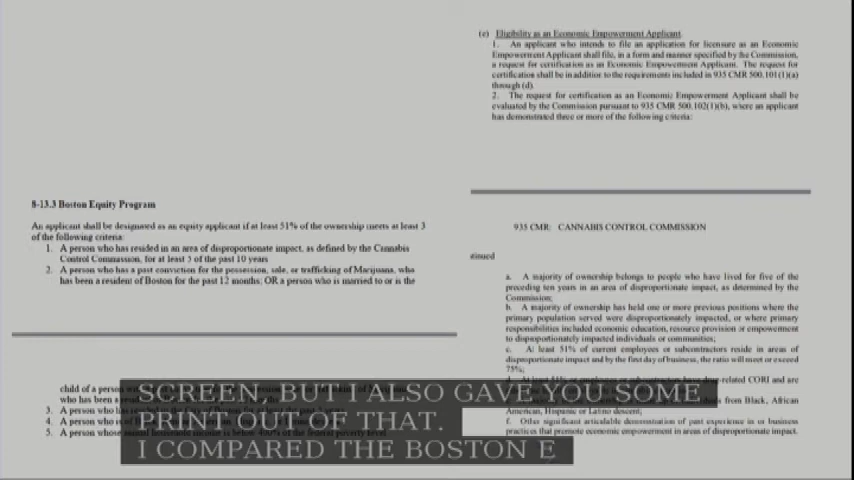 8-13.3 Boston Equity Program
An applicant shall be designated as an equity applicant if at least 51% of the ownership meets at least 3
of the following criteria:
1. A person who has resided in an area of disproportionate impact, as defined by the Cannabis
Control Commission, for at least 5 of the past 10 years
2. A person who has a past conviction for the possession, sale, or trafficking of Marijuana, who
has been a resident of Boston for the past 12 months; OR a person who is married to or is the
child of a person
who has been a
3. A person who
4. A person who
5. A person whose
(e) Eligibility as an Economic Empowerment Applicant
1. An applicant who intends to file an application for licensure as an Economic
Empowerment Applicant shall file, in a form and manner specified by the Commission,
a request for certification as an Economic Empowerment Applicant. The request for
certification shall be in addition to the requirements included in 935 CMR 500.101(1)(a)
through (d).
2. The request for certification as an Economic Empowerment Applicant shall be
evaluated by the Commission pursuant to 935 CMR 500.102(1)(b), where an applicant
has demonstrated three or more of the following criteria:
935 CMR: CANNABIS CONTROL COMMISSION
tinued
a. A majority of ownership belongs to people who have lived for five of the
preceding ten years in an area of disproportionate impact, as determined by the
Commission;
b. A majority of ownership has held one or more previous positions where the
primary population served were disproportionately impacted, or where primary
responsibilities included economic education, resource provision or empowerment
to disproportionately impacted individuals or communities;
c. At least 51% of current employees or subcontractors reside in areas of
disproportionate impact and by the first day of business, the ratio will meet or exceed
75%;
drug-related CORI and are
from Black, African
American, Hispanic or Latino descent;
f. Other significant articulable demonstration of past experience in or business
practices that promote economic empowerment in areas of disproportionate impact.
SCREEN, BUT I ALSO GAVE YOU SOME
PRINT OUT OF THAT.
I COMPARED THE BOSTON E